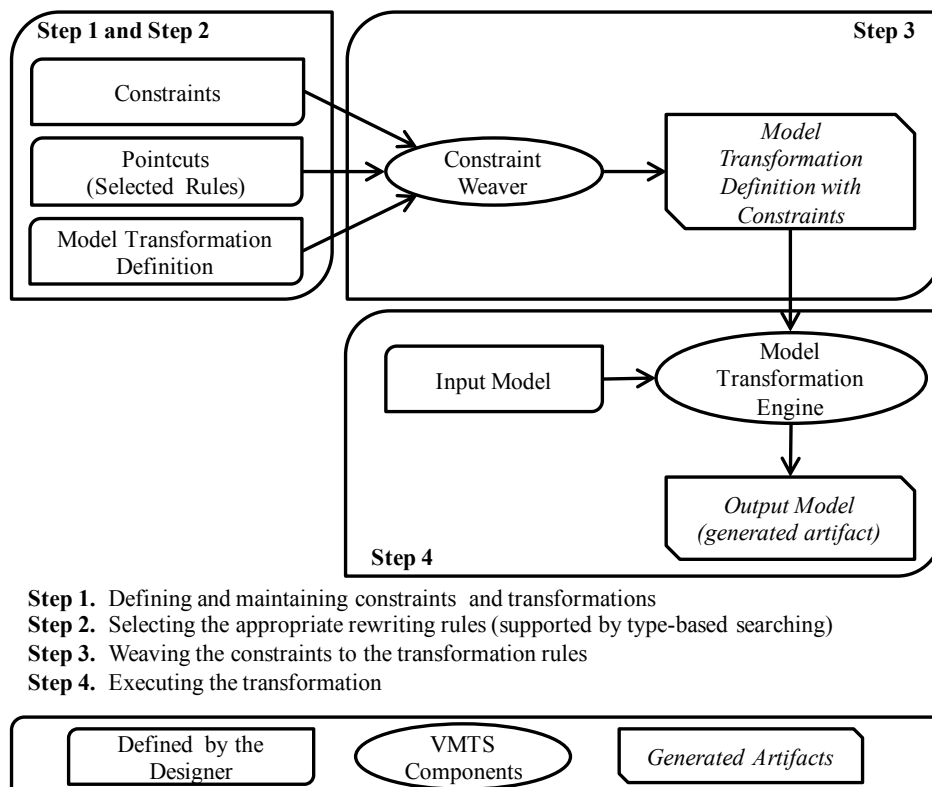 Step 1 and Step 2
Constraints
Pointcuts
(Selected Rules)
Model Transformation
Definition
Step 3
Constraint
Weaver
Model
Transformation
Definition with
Constraints
Input Model
Model
Transformation
Engine
Output Model
(generated artifact)
Step 4
Step 1. Defining and maintaining constraints and transformations
Step 2. Selecting the appropriate rewriting rules (supported by type-based searching)
Step 3. Weaving the constraints to the transformation rules
Step 4. Executing the transformation
Defined by the
Designer
VMTS
Components
Generated Artifacts